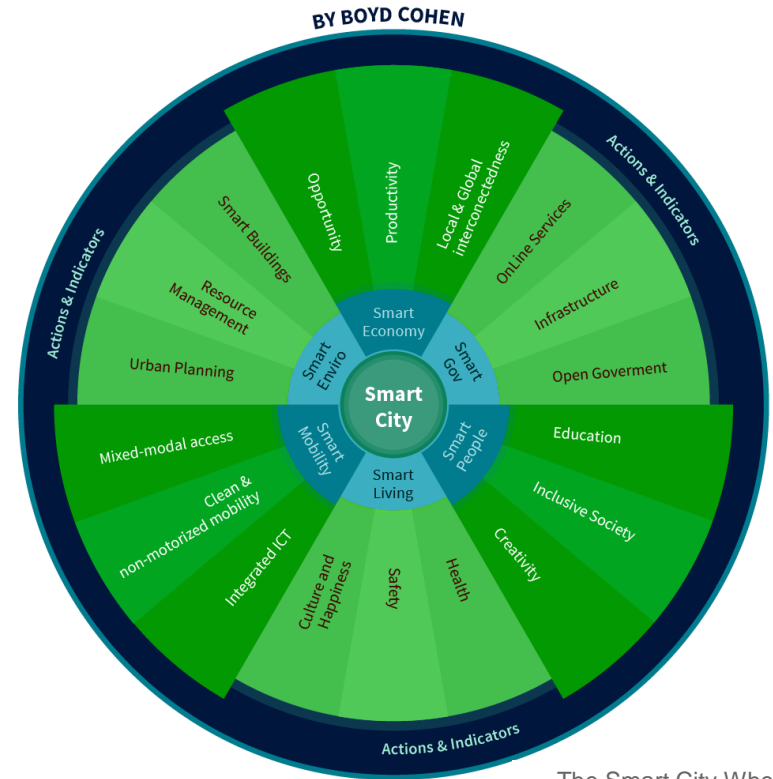 BY BOYD COHEN
Actions & Indicators
Actions & Indicators
Actions & Indicators
Opportunity
Productivity
Local & Global
interconectedness
OnLine Services
Infrastructure
Open Goverment
Education
Inclusive Society
Creativity
Health
Safety
Culture and
Happiness
Integrated ICT
Clean &
non-motorized mobility
Mixed-modal access
Urban Planning
Resource
Management
Smart Buildings
Smart
Economy
Smart
Gov
Smart
People
Smart
Living
Smart
Mobility
Smart
Enviro
Smart
City
The Smart City